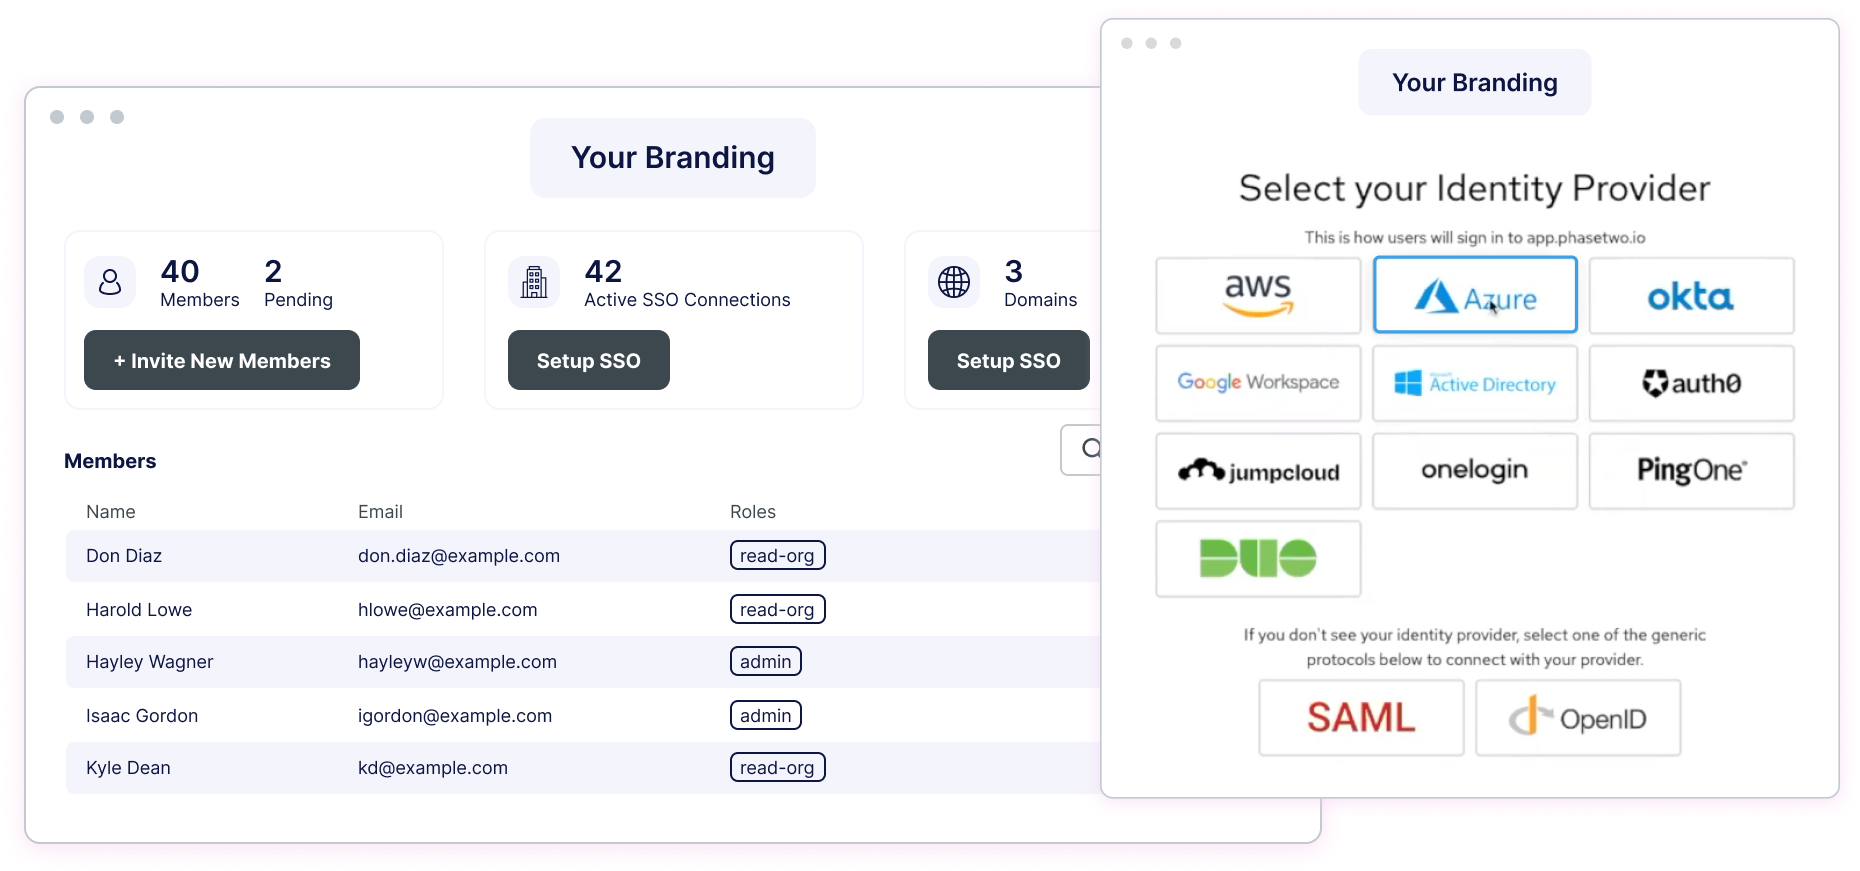 Your Branding
40 2
Members Pending
+ Invite New Members
42
Active SSO Connections
Setup SSO
3
Domains
Setup SSO
Members
Name Email Roles
Don Diaz don.diaz@example.com read-org
Harold Lowe hlowe@example.com read-org
Hayley Wagner hayleyw@example.com admin
Isaac Gordon igordon@example.com admin
Kyle Dean kd@example.com read-org
Your Branding
Select your Identity Provider
This is how users will sign in to app.phasetwo.io
aws Azure okta
Google Workspace Active Directory auth0
jumpcloud onelogin PingOne
DUO
If you don't see your identity provider, select one of the generic
protocols below to connect with your provider.
SAML OpenID